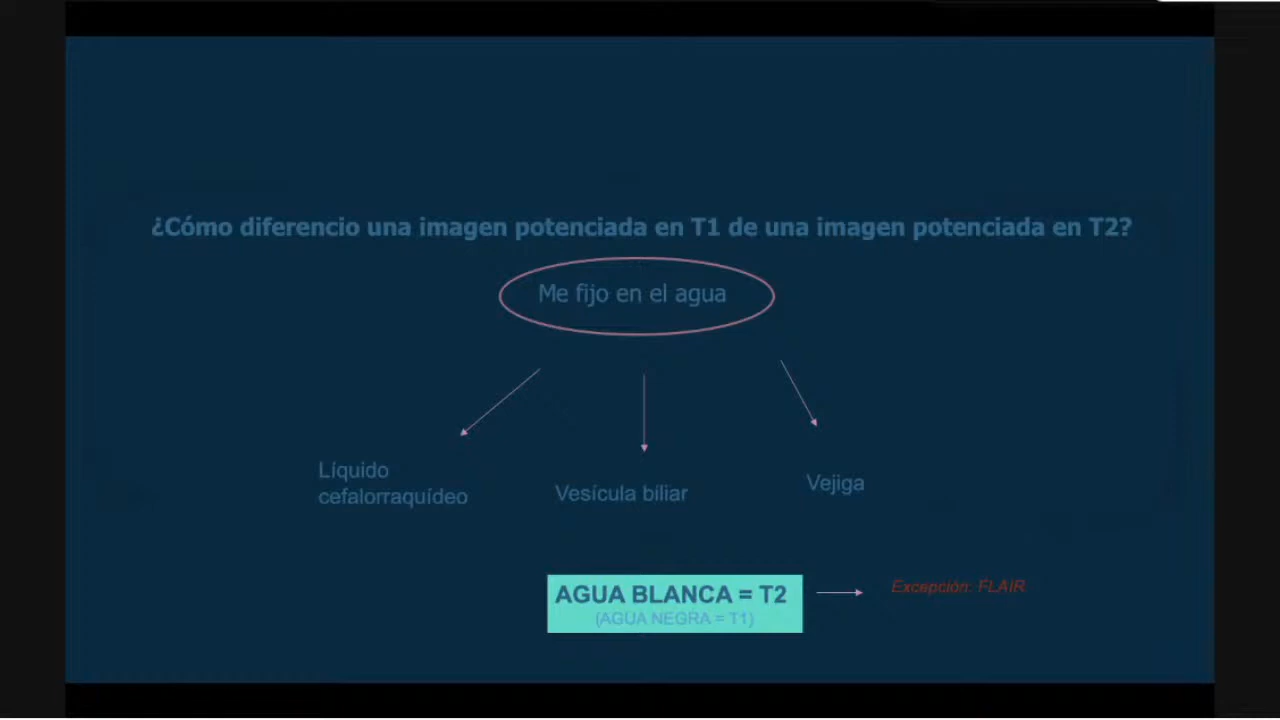 ¿Cómo diferencio una imagen potenciada en T1 de una imagen potenciada en T2?
Me fijo en el agua
Líquido
cefalorraquídeo
Vesícula bíliar
Vejiga
AGUA BLANCA = T2
(AGUA NEGRA = T1)
Excepción: FLAIR